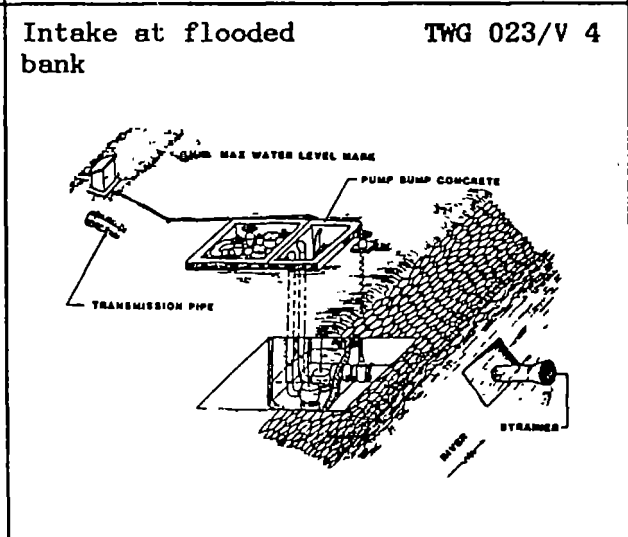 Intake at flooded bank
TWG 023/V 4
MAX WATER LEVEL MARK
PUMP SUMP CONCRETE
TRANSMISSION PIPE
STRAINER
RIVER